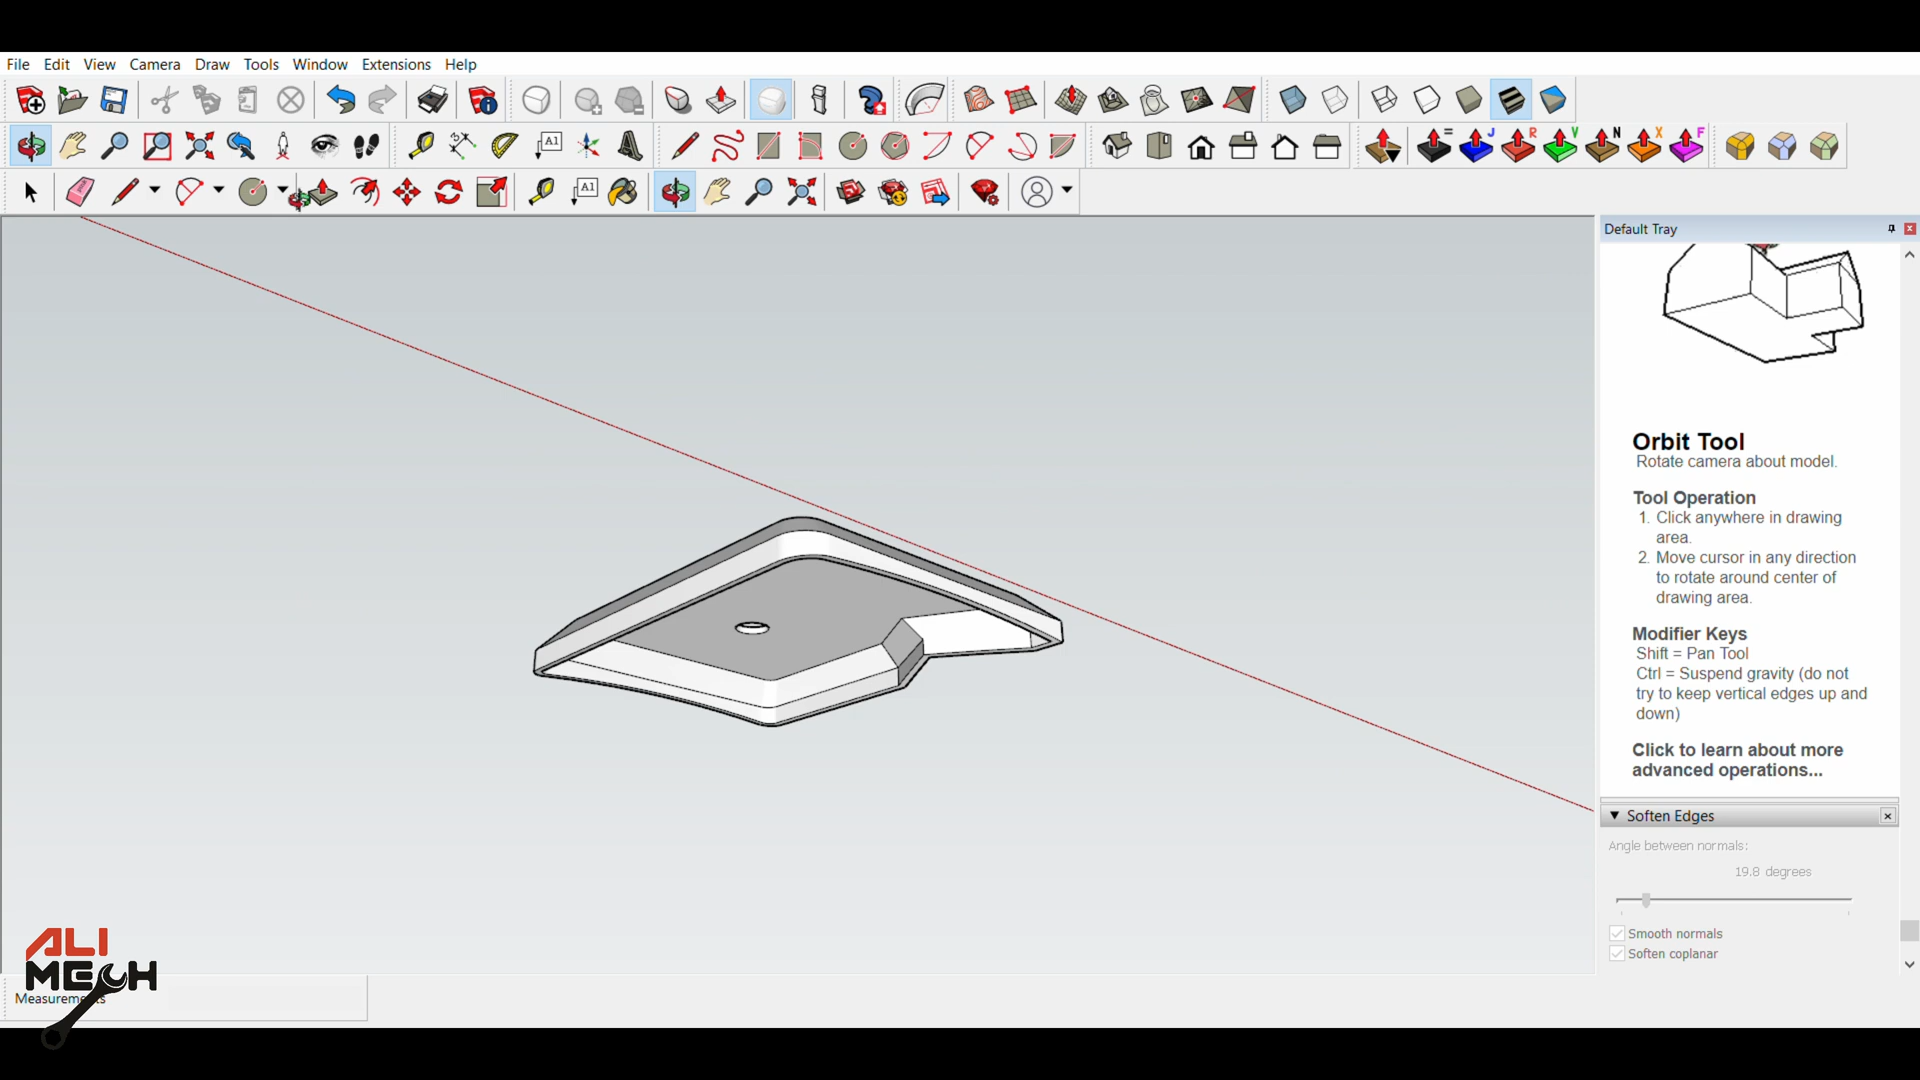 File Edit View Camera Draw Tools Window Extensions Help
A1
= J R V N X F
A1
Default Tray
Orbit Tool
Rotate camera about model.
Tool Operation
1. Click anywhere in drawing
area.
2. Move cursor in any direction
to rotate around center of
drawing area.
Modifier Keys
Shift = Pan Tool
Ctrl = Suspend gravity (do not
try to keep vertical edges up and
down)
Click to learn about more
advanced operations...
Soften Edges
Angle between normals:
19.8 degrees
Smooth normals
Soften coplanar
ALI
MECH
Measurements